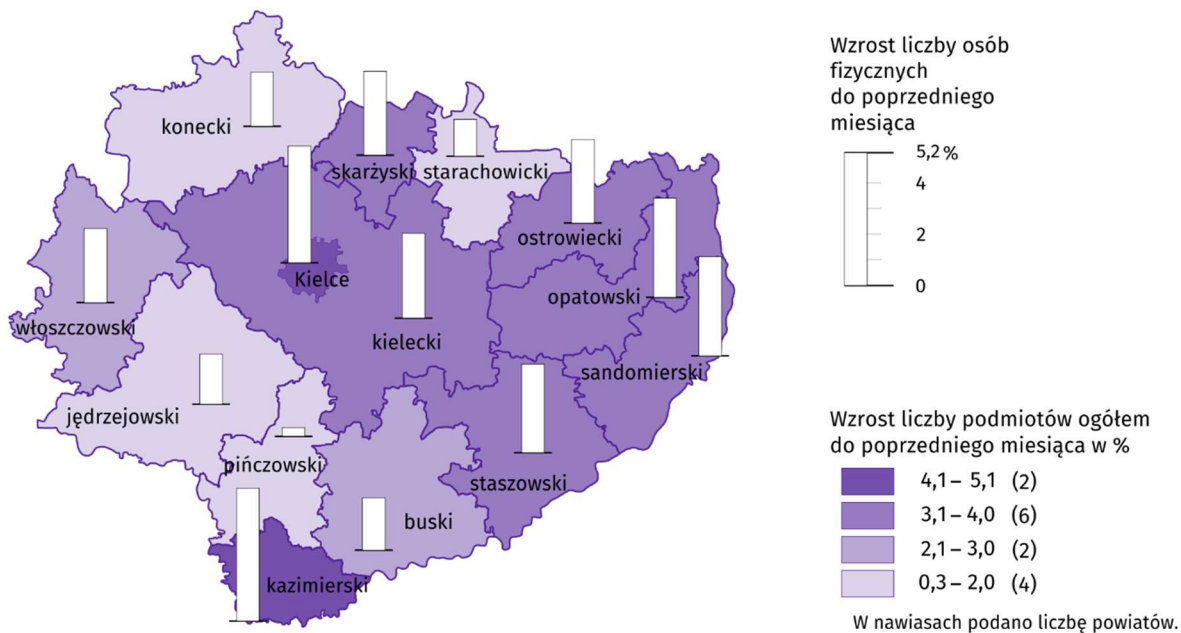 konecki
skarżyski
starachowicki
ostrowiecki
Kielce
opatowski
włoszczowski
kielecki
sandomierski
jędrzejowski
pińczowski
staszowski
buski
kazimierski
Wzrost liczby osób
fizycznych
do poprzedniego
miesiąca
5,2 %
4
2
0
Wzrost liczby podmiotów ogółem
do poprzedniego miesiąca w %
4,1 – 5,1 (2)
3,1 – 4,0 (6)
2,1 – 3,0 (2)
0,3 – 2,0 (4)
W nawiasach podano liczbę powiatów.